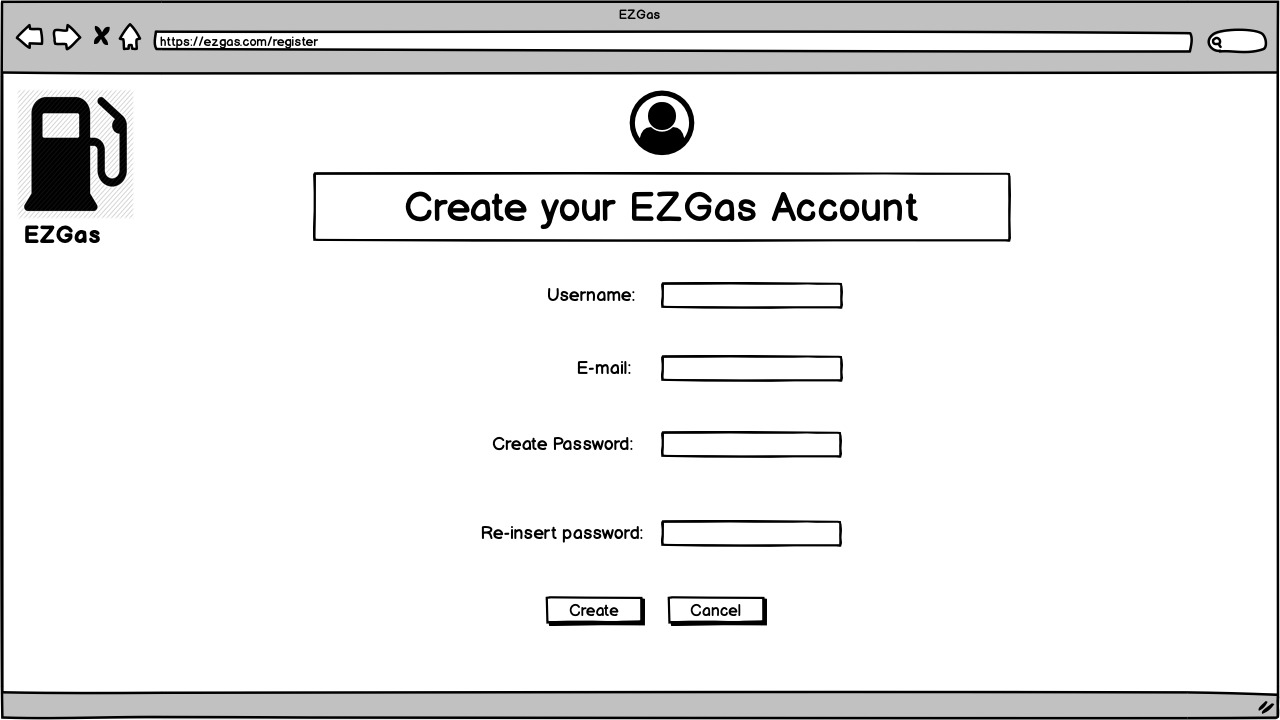 EZGas
https://ezgas.com/register
EZGas
Create your EZGas Account
Username:
E-mail:
Create Password:
Re-insert password:
Create
Cancel